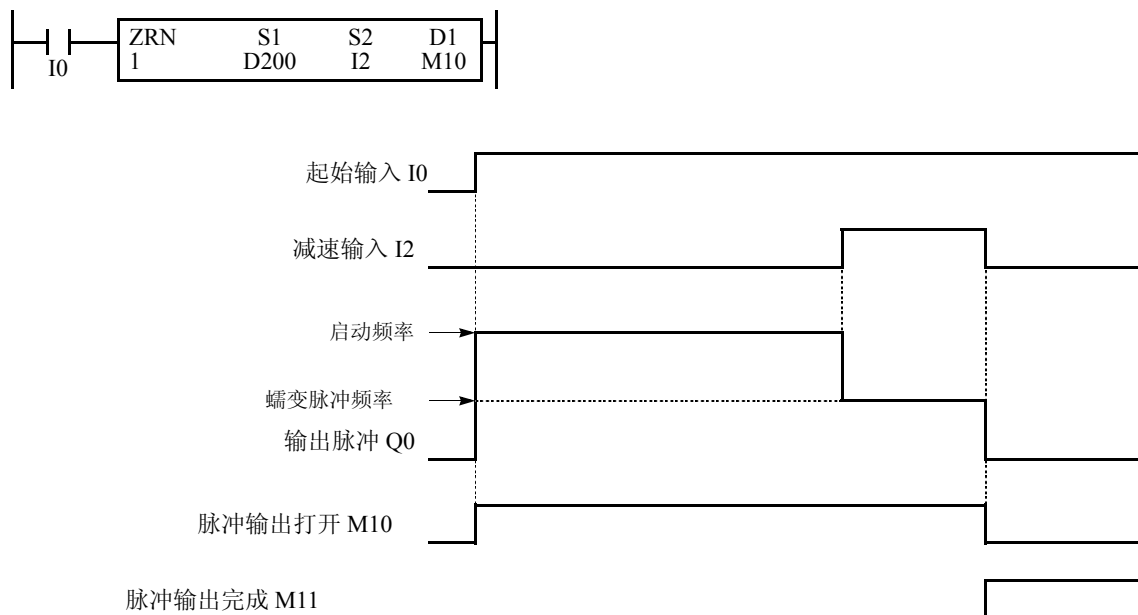 ZRN S1 S2 D1
1 D200 I2 M10
I0
起始输入 I0
减速输入 I2
启动频率
蠕变脉冲频率
输出脉冲 Q0
脉冲输出打开 M10
脉冲输出完成 M11